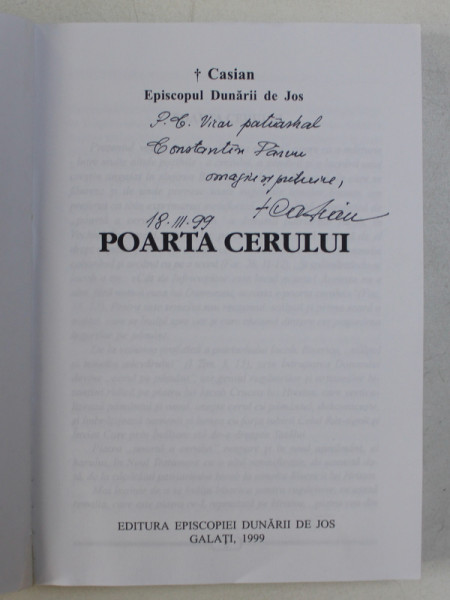 † Casian
Episcopul Dunării de Jos
P. C. Vicar patriarhal
Constantin Pârvu
omagiu și prețuire,
18·III·99 †Casian
POARTA CERULUI
EDITURA EPISCOPIEI DUNĂRII DE JOS
GALAȚI, 1999